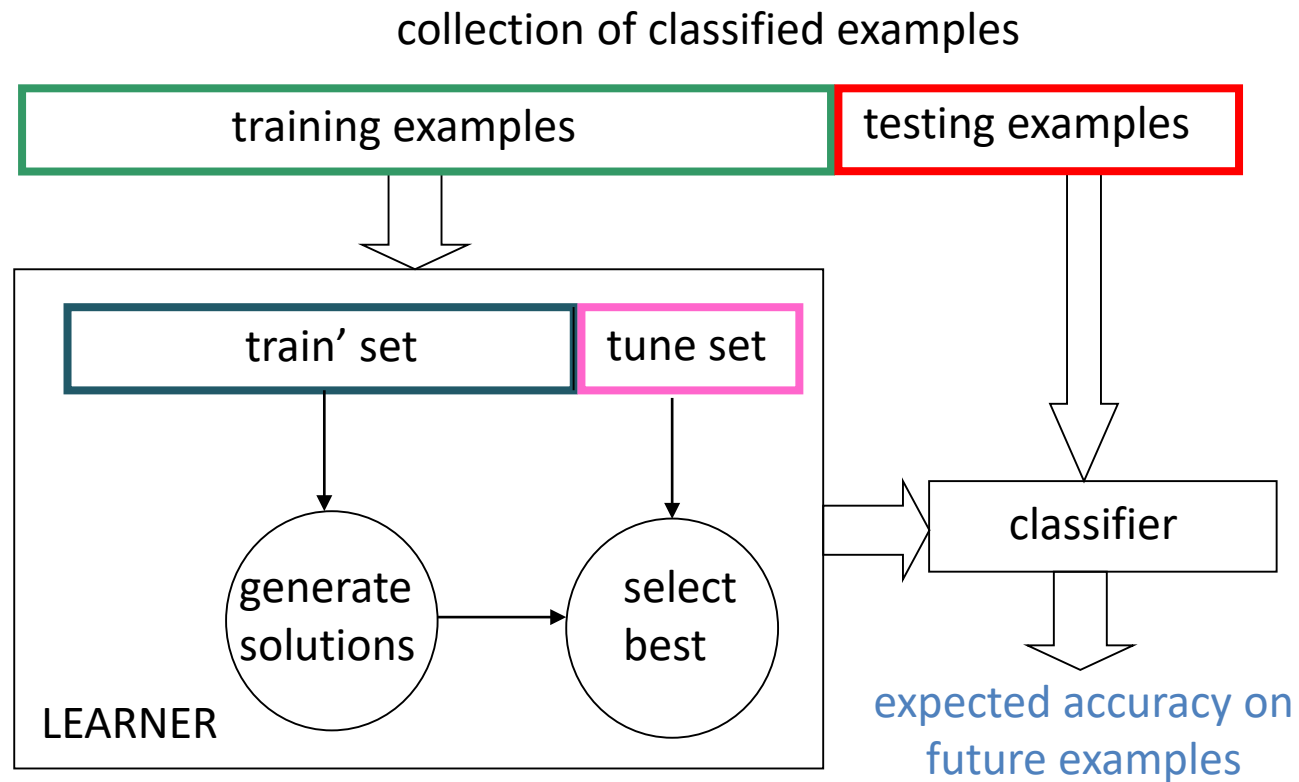 collection of classified examples
training examples
testing examples
train’ set
tune set
generate
solutions
select
best
LEARNER
classifier
expected accuracy on
future examples